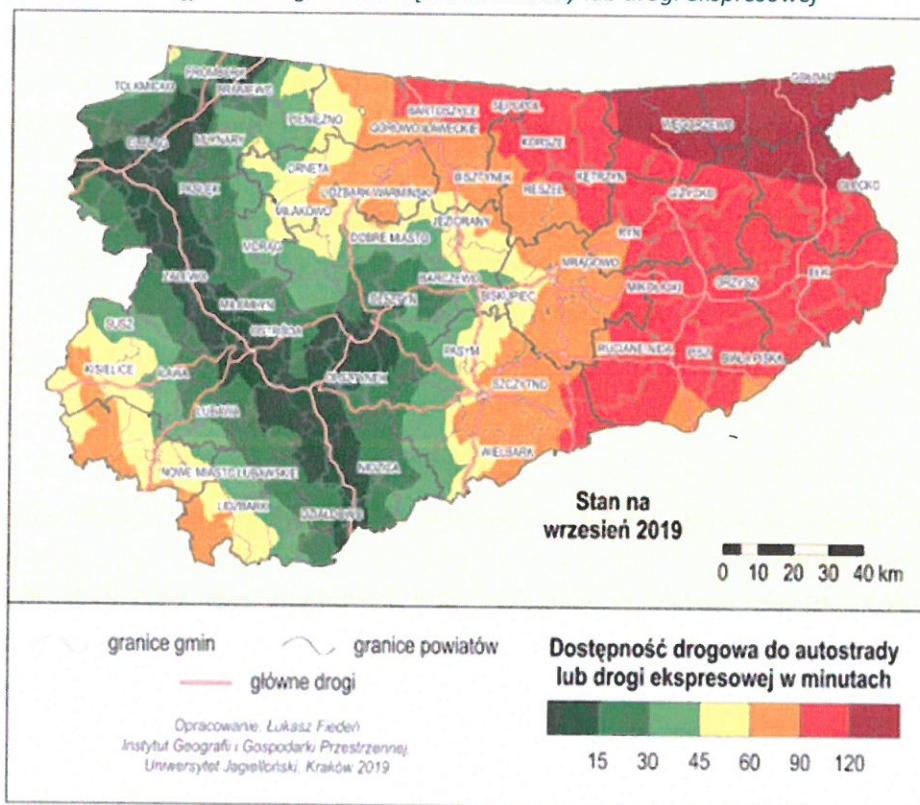 lub drogi ekspresowej
GOŁDAP
TOLKMICKO
FROMBORK
BRANIEWO
BARTOSZYCE
SĘPOPOL
WĘGORZEWO
PIENIĘŻNO
GÓROWO IŁAWECKIE
KORSZE
ELBLĄG
MŁYNARY
ORNETA
LIDZBARK WARMIŃSKI
BISZTYNEK
RESZEL
KĘTRZYN
GIŻYCKO
OLECKO
PASŁĘK
MIŁAKOWO
JEZIORANY
RYN
MORĄG
DOBRE MIASTO
MRĄGOWO
ZALEWO
BARCZEWO
BISKUPIEC
MIKOŁAJKI
ORZYSZ
EŁK
MIŁOMŁYN
OLSZTYN
SUSZ
OSTRÓDA
PASYM
RUCIANE-NIDA
PISZ
BIAŁA PISKA
KISIELICE
IŁAWA
OLSZTYNEK
SZCZYTNO
LUBAWA
WIELBARK
NOWE MIASTO LUBAWSKIE
NIDZICA
LIDZBARK
DZIAŁDOWO
Stan na
wrzesień 2019
0 10 20 30 40 km
granice gmin
granice powiatów
główne drogi
Opracowanie: Łukasz Fiedeń
Instytut Geografii i Gospodarki Przestrzennej,
Uniwersytet Jagielloński, Kraków 2019
Dostępność drogowa do autostrady
lub drogi ekspresowej w minutach
15 30 45 60 90 120